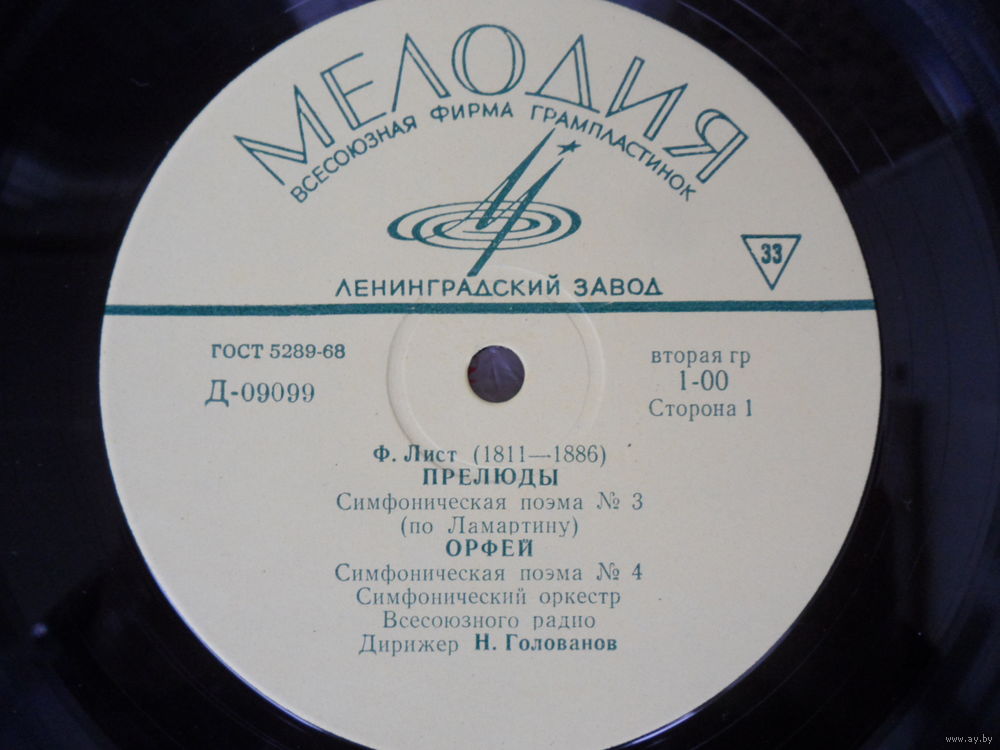 МЕЛОДИЯ
ВСЕСОЮЗНАЯ ФИРМА ГРАМПЛАСТИНОК
33
ЛЕНИНГРАДСКИЙ ЗАВОД
ГОСТ 5289-68
Д-09099
вторая гр
1-00
Сторона 1
Ф. Лист (1811—1886)
ПРЕЛЮДЫ
Симфоническая поэма № 3
(по Ламартину)
ОРФЕЙ
Симфоническая поэма № 4
Симфонический оркестр
Всесоюзного радио
Дирижер Н. Голованов
www.ay.by